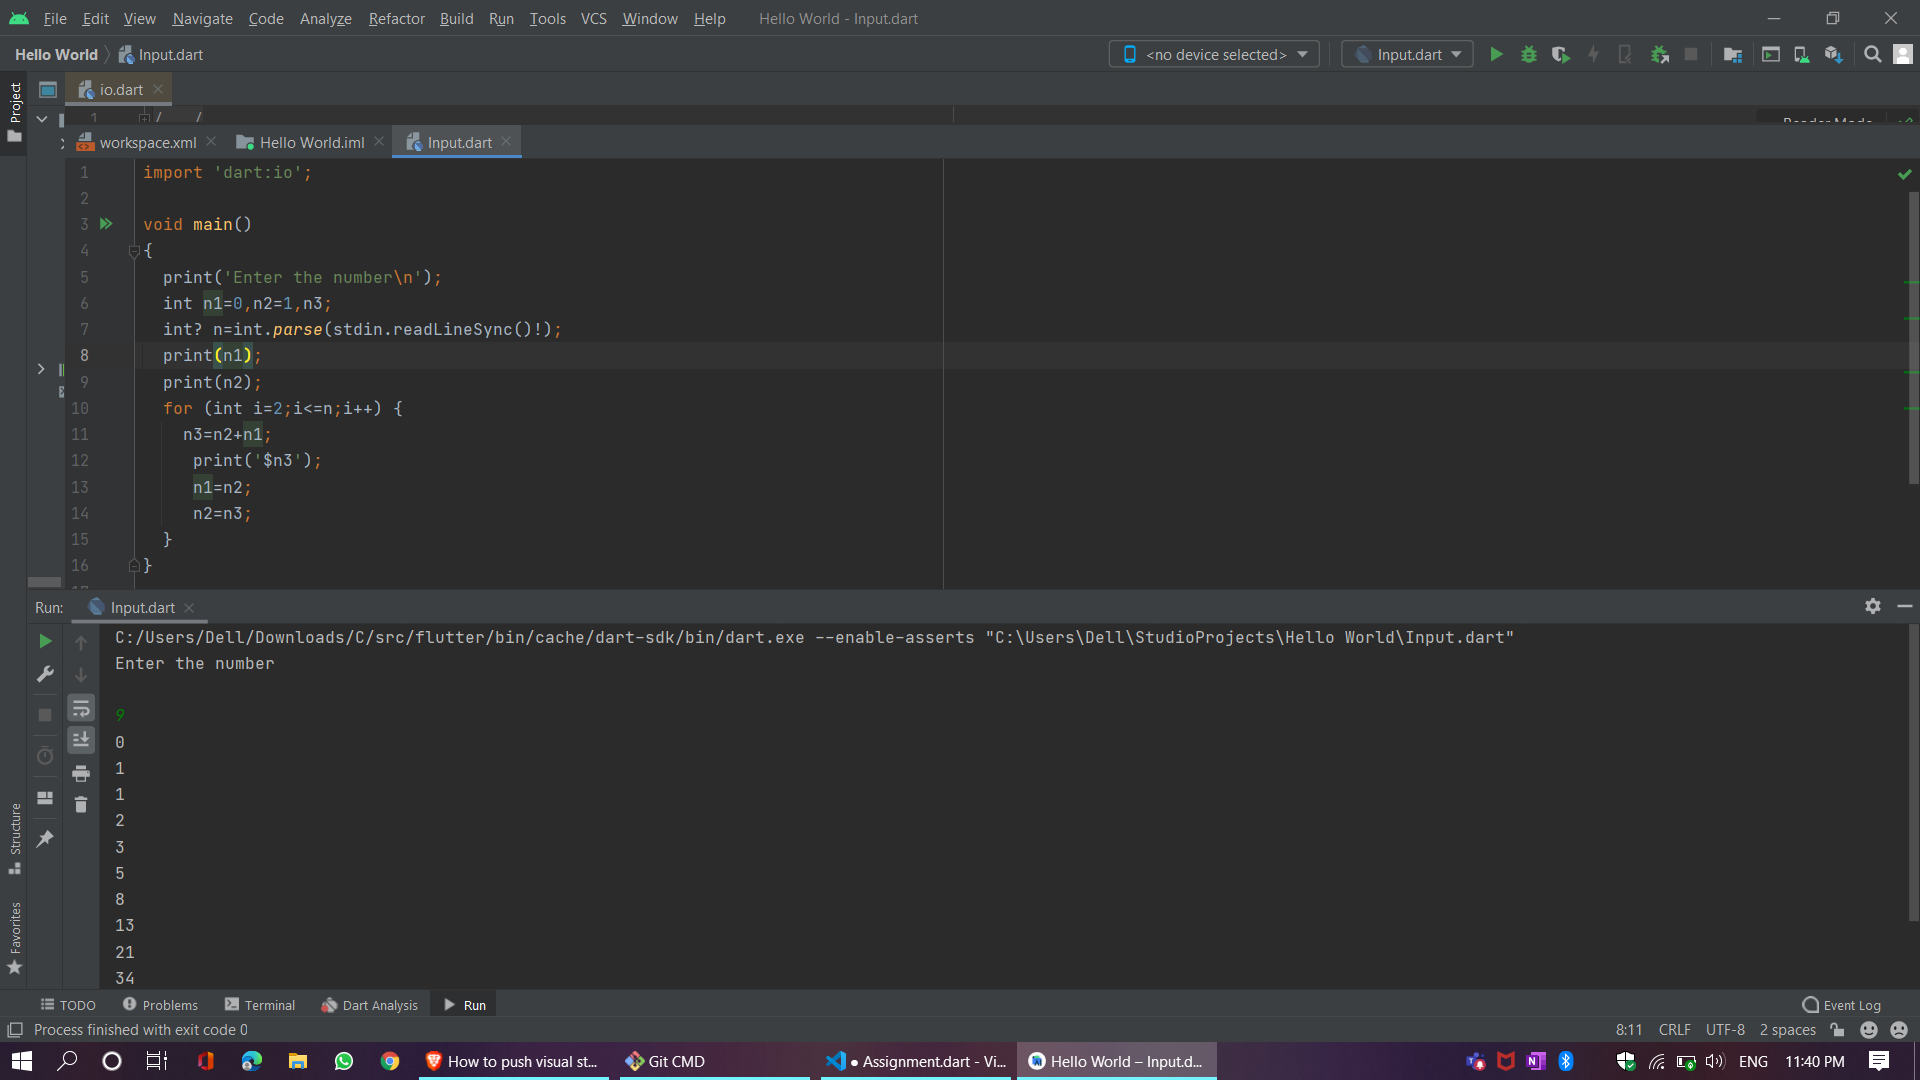 File Edit View Navigate Code Analyze Refactor Build Run Tools VCS Window Help Hello World - Input.dart
Hello World Input.dart <no device selected> Input.dart
Project
io.dart
1 / /
workspace.xml Hello World.iml Input.dart
1 import 'dart:io';
2
3 void main()
4 {
5 print('Enter the number\n');
6 int n1=0,n2=1,n3;
7 int? n=int.parse(stdin.readLineSync()!);
8 print(n1);
9 print(n2);
10 for (int i=2;i<=n;i++) {
11 n3=n2+n1;
12 print('$n3');
13 n1=n2;
14 n2=n3;
15 }
16 }
Run: Input.dart
C:/Users/Dell/Downloads/C/src/flutter/bin/cache/dart-sdk/bin/dart.exe --enable-asserts "C:\Users\Dell\StudioProjects\Hello World\Input.dart"
Enter the number
9
0
1
1
2
3
5
8
13
21
34
Structure
Favorites
TODO Problems Terminal Dart Analysis Run Event Log
Process finished with exit code 0 8:11 CRLF UTF-8 2 spaces
How to push visual st... Git CMD Assignment.dart - Vi... Hello World – Input.d... ENG 11:40 PM